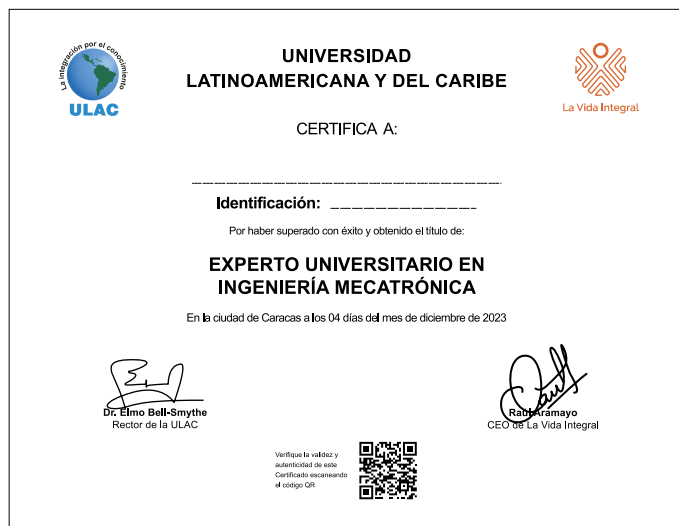 La integración por el conocimiento
ULAC
UNIVERSIDAD
LATINOAMERICANA Y DEL CARIBE
La Vida Integral
CERTIFICA A:
Identificación:
Por haber superado con éxito y obtenido el título de:
EXPERTO UNIVERSITARIO EN
INGENIERÍA MECATRÓNICA
En la ciudad de Caracas a los 04 días del mes de diciembre de 2023
Dr. Elmo Bell-Smythe
Rector de la ULAC
Raúl Aramayo
CEO de La Vida Integral
Verifique la validez y
autenticidad de este
Certificado escaneando
el código QR